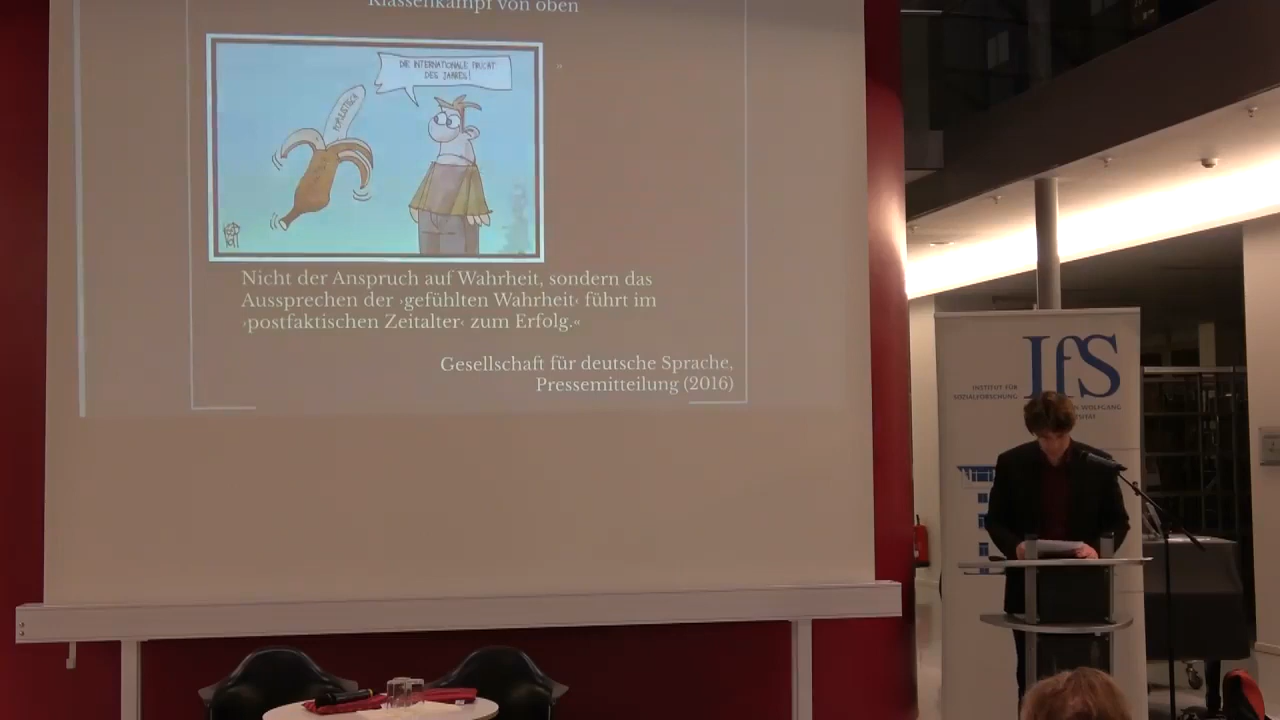 Klassenkampf von oben
DIE INTERNATIONALE FRUCHT
DES JAHRES!
Nicht der Anspruch auf Wahrheit, sondern das
Aussprechen der ›gefühlten Wahrheit‹ führt im
›postfaktischen Zeitalter‹ zum Erfolg.«
Gesellschaft für deutsche Sprache,
Pressemitteilung (2016)
IfS
INSTITUT FÜR
SOZIALFORSCHUNG
WOLFGANG